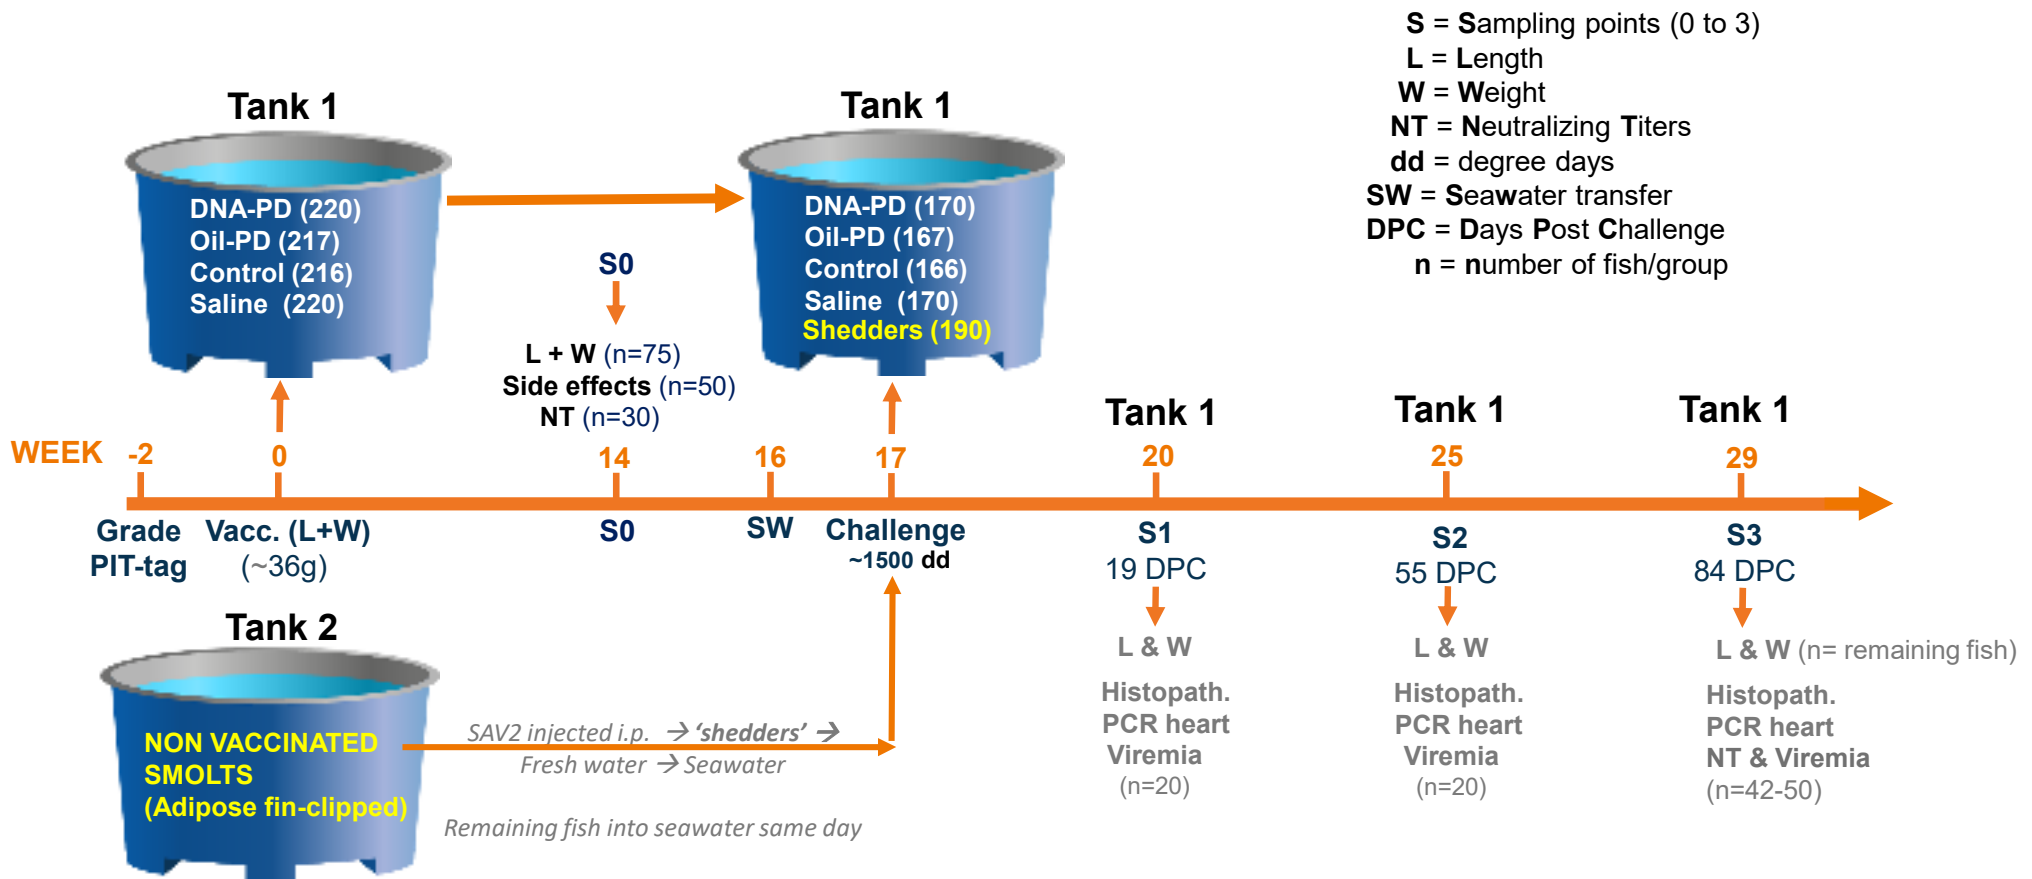 S = Sampling points (0 to 3)
L = Length
W = Weight
NT = Neutralizing Titers
dd = degree days
SW = Seawater transfer
DPC = Days Post Challenge
n = number of fish/group
Tank 1
DNA-PD (220)
Oil-PD (217)
Control (216)
Saline (220)
S0
L + W (n=75)
Side effects (n=50)
NT (n=30)
Tank 1
DNA-PD (170)
Oil-PD (167)
Control (166)
Saline (170)
Shedders (190)
Tank 1
Tank 1
Tank 1
WEEK -2 0 14 16 17 20 25 29
Grade
PIT-tag
Vacc. (L+W)
(~36g)
S0
SW
Challenge
~1500 dd
S1
19 DPC
S2
55 DPC
S3
84 DPC
L & W
Histopath.
PCR heart
Viremia
(n=20)
L & W
Histopath.
PCR heart
Viremia
(n=20)
L & W (n= remaining fish)
Histopath.
PCR heart
NT & Viremia
(n=42-50)
Tank 2
NON VACCINATED
SMOLTS
(Adipose fin-clipped)
SAV2 injected i.p. → 'shedders' →
Fresh water → Seawater
Remaining fish into seawater same day